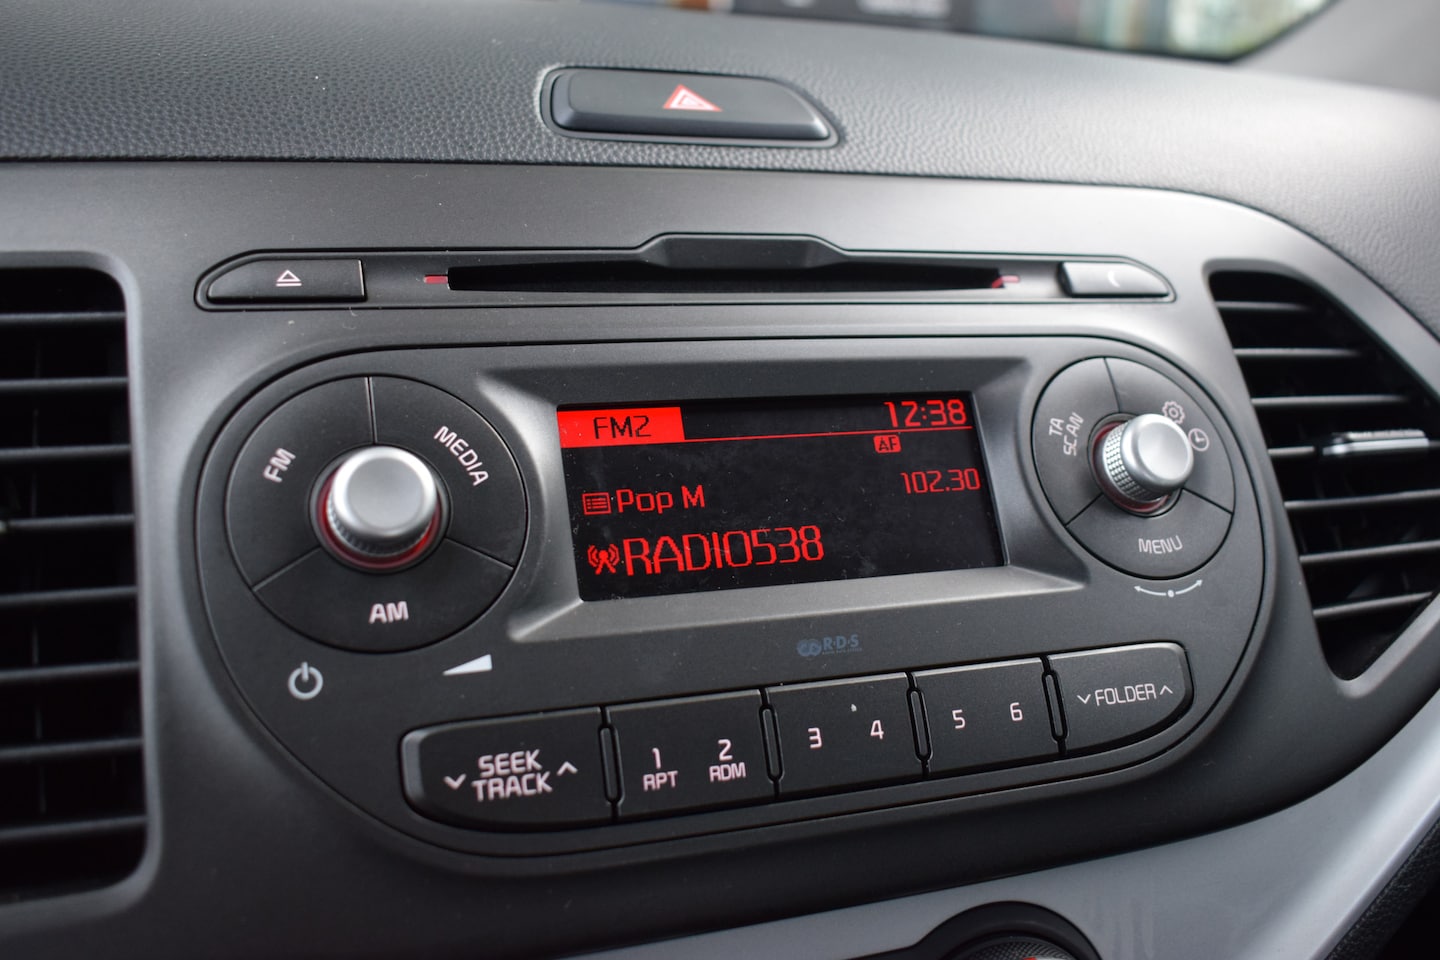 FM2
12:38
AF
Pop M
102.30
RADIO538
FM
MEDIA
AM
TA
SCAN
MENU
R·D·S
SEEK
TRACK
1
RPT
2
RDM
3
4
5
6
FOLDER